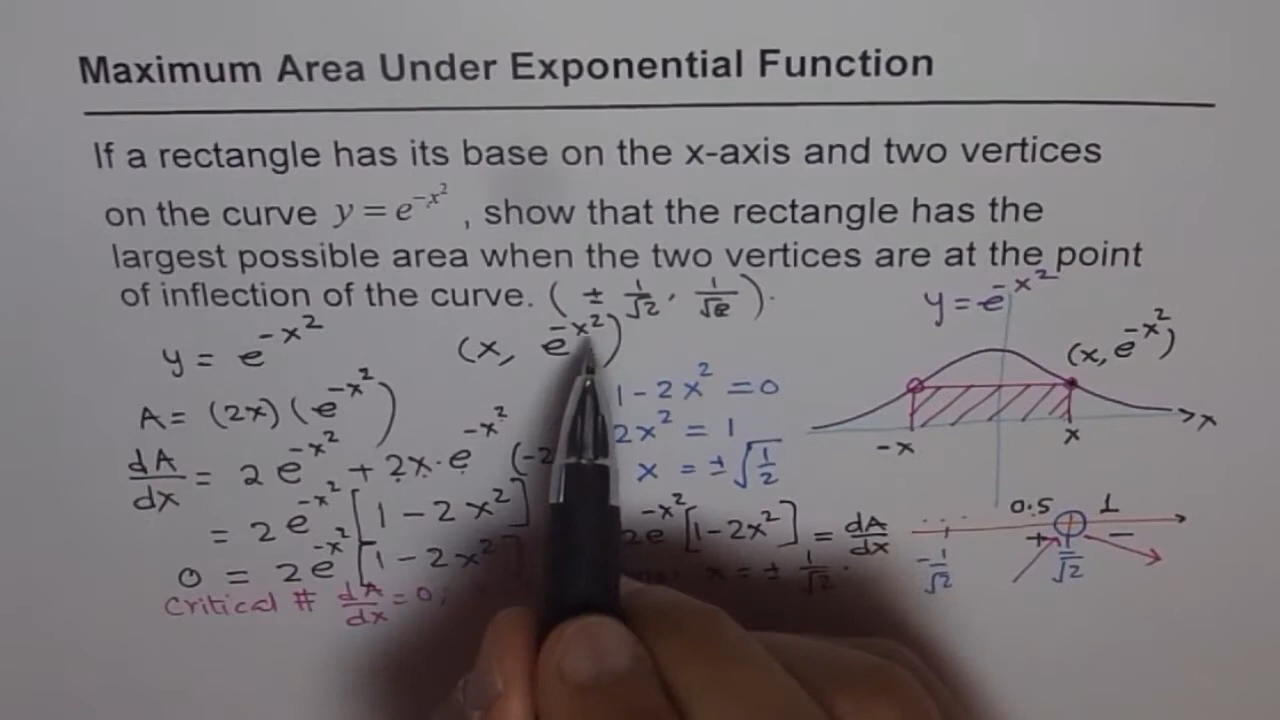 Maximum Area Under Exponential Function
If a rectangle has its base on the x-axis and two vertices
on the curve y = e^{-x^2} , show that the rectangle has the
largest possible area when the two vertices are at the point
of inflection of the curve. (± 1/√2, 1/√e).
y = e^{-x^2}
(x, e^{-x^2})
A = (2x)(e^{-x^2})
dA/dx = 2e^{-x^2} + 2x·e^{-x^2} (-2
= 2e^{-x^2} [1 - 2x^2]
0 = 2e^{-x^2} [1 - 2x^2]
Critical # dA/dx = 0;
1 - 2x^2 = 0
2x^2 = 1
x = ±√(1/2)
2e^{-x^2} [1 - 2x^2] = dA/dx
x = ± 1/√2.
y = e^{-x^2}
(x, e^{-x^2})
-x
x
x
0.5
1
+
-
-1/√2
1/√2